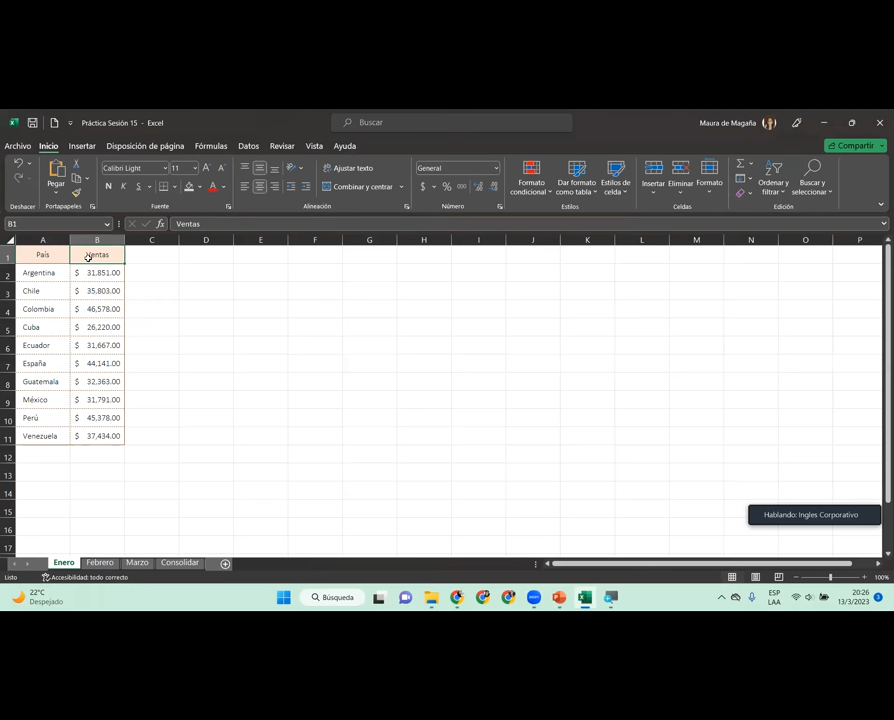 Práctica Sesión 15 - Excel
Buscar
Maura de Magaña
Archivo Inicio Insertar Disposición de página Fórmulas Datos Revisar Vista Ayuda
Compartir
Pegar
Calibri Light 11
Ajustar texto
General
N K S
Combinar y centrar
$ % 000
Formato condicional
Dar formato como tabla
Estilos de celda
Insertar Eliminar Formato
Ordenar y filtrar
Buscar y seleccionar
Deshacer Portapapeles Fuente Alineación Número Estilos Celdas Edición
B1
fx Ventas
A B C D E F G H I J K L M N O P
1 País Ventas
2 Argentina $ 31,851.00
3 Chile $ 35,803.00
4 Colombia $ 46,578.00
5 Cuba $ 26,220.00
6 Ecuador $ 31,667.00
7 España $ 44,141.00
8 Guatemala $ 32,363.00
9 México $ 31,791.00
10 Perú $ 45,378.00
11 Venezuela $ 37,434.00
12
13
14
15
16
17
Hablando: Ingles Corporativo
Enero Febrero Marzo Consolidar
Listo Accesibilidad: todo correcto
100%
22°C
Despejado
Búsqueda
ESP
LAA
20:26
13/3/2023
3